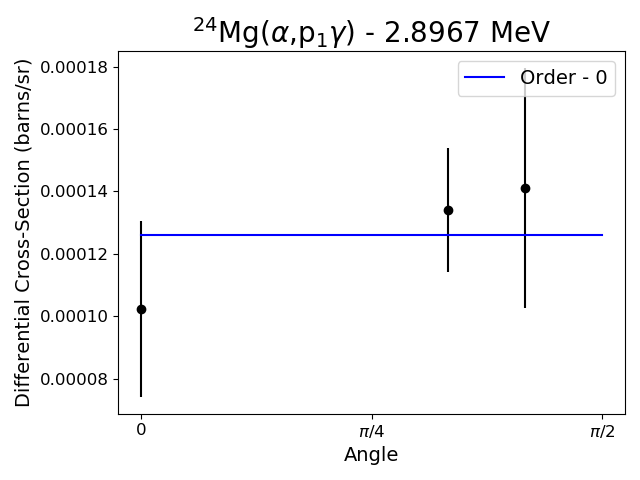 ²⁴Mg(α,p₁γ) - 2.8967 MeV
Order - 0
Differential Cross-Section (barns/sr)
0.00018
0.00016
0.00014
0.00012
0.00010
0.00008
0
π/4
π/2
Angle